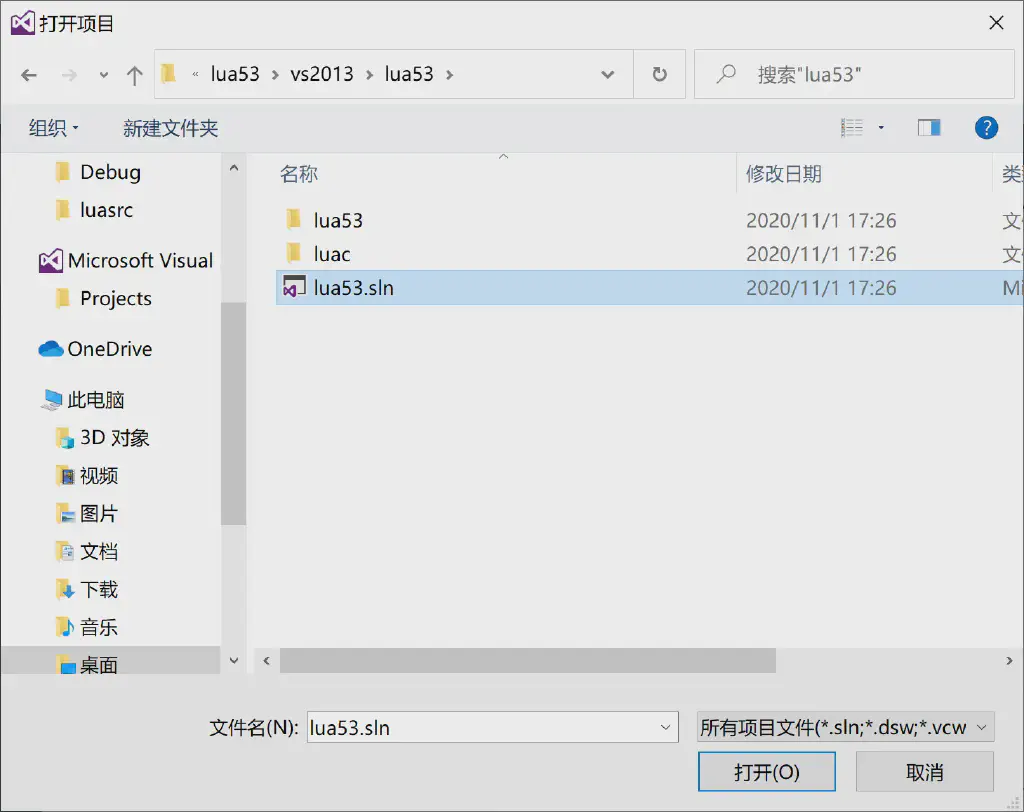 打开项目
« lua53 › vs2013 › lua53 ›
搜索"lua53"
组织
新建文件夹
Debug
luasrc
Microsoft Visual
Projects
OneDrive
此电脑
3D 对象
视频
图片
文档
下载
音乐
桌面
名称 修改日期 类
lua53 2020/11/1 17:26 文
luac 2020/11/1 17:26 文
lua53.sln 2020/11/1 17:26 Mi
文件名(N): lua53.sln 所有项目文件(*.sln;*.dsw;*.vcw
打开(O) 取消